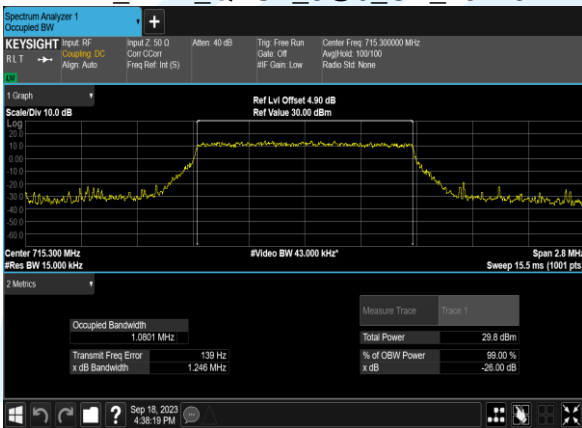 Spectrum Analyzer 1
Occupied BW
KEYSIGHT Input: RF Input Z: 50 Ω Atten: 40 dB Trig: Free Run Center Freq: 715.300000 MHz
Coupling: DC Corr CCorr Gate: Off Avg|Hold: 100/100
RLT Align: Auto Freq Ref: Int (S) #IF Gain: Low Radio Std: None
LW
1 Graph Ref Lvl Offset 4.90 dB
Scale/Div 10.0 dB Ref Value 30.00 dBm
Log
20.0
10.0
0.00
-10.0
-20.0
-30.0
-40.0
-50.0
-60.0
Center 715.300 MHz #Video BW 43.000 kHz* Span 2.8 MHz
#Res BW 15.000 kHz Sweep 15.5 ms (1001 pts
2 Metrics
Measure Trace Trace 1
Occupied Bandwidth
1.0801 MHz Total Power 29.8 dBm
Transmit Freq Error 139 Hz % of OBW Power 99.00 %
x dB Bandwidth 1.246 MHz x dB -26.00 dB
? Sep 18, 2023
4:38:19 PM